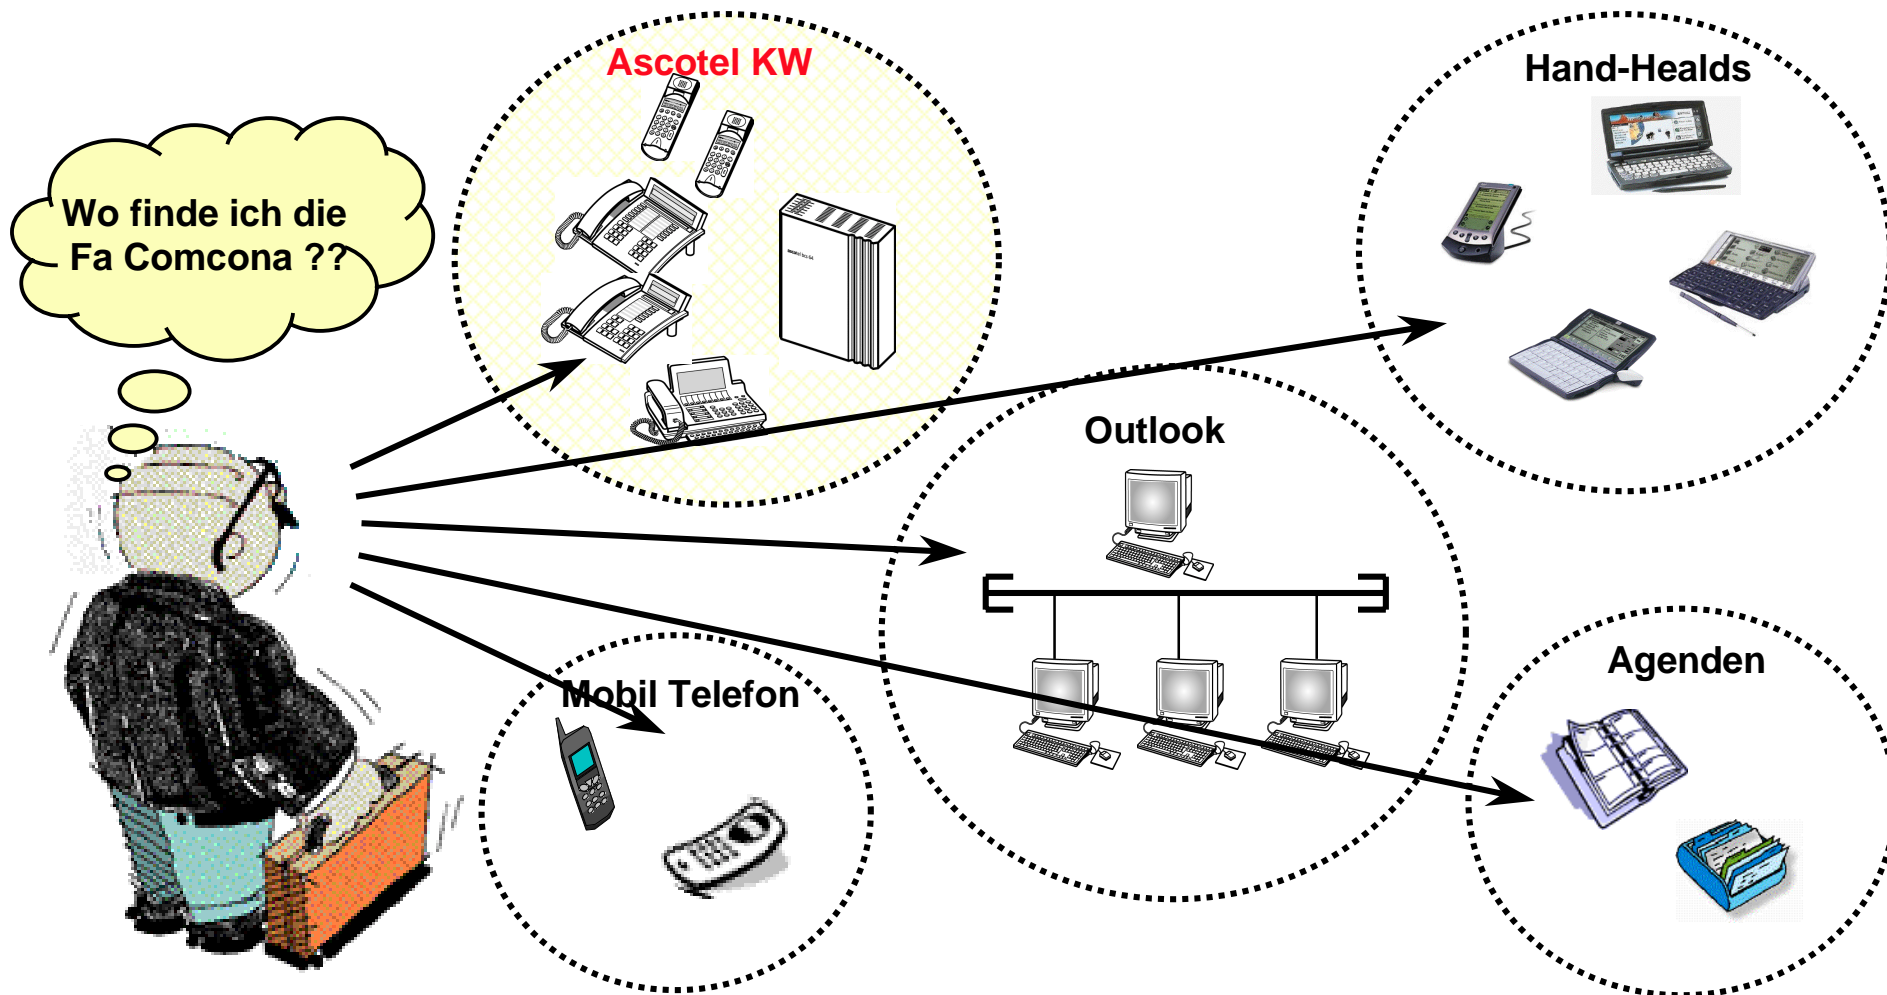 Ascotel KW
Hand-Healds
Wo finde ich die
Fa Comcona ??
Outlook
Agenden
Mobil Telefon